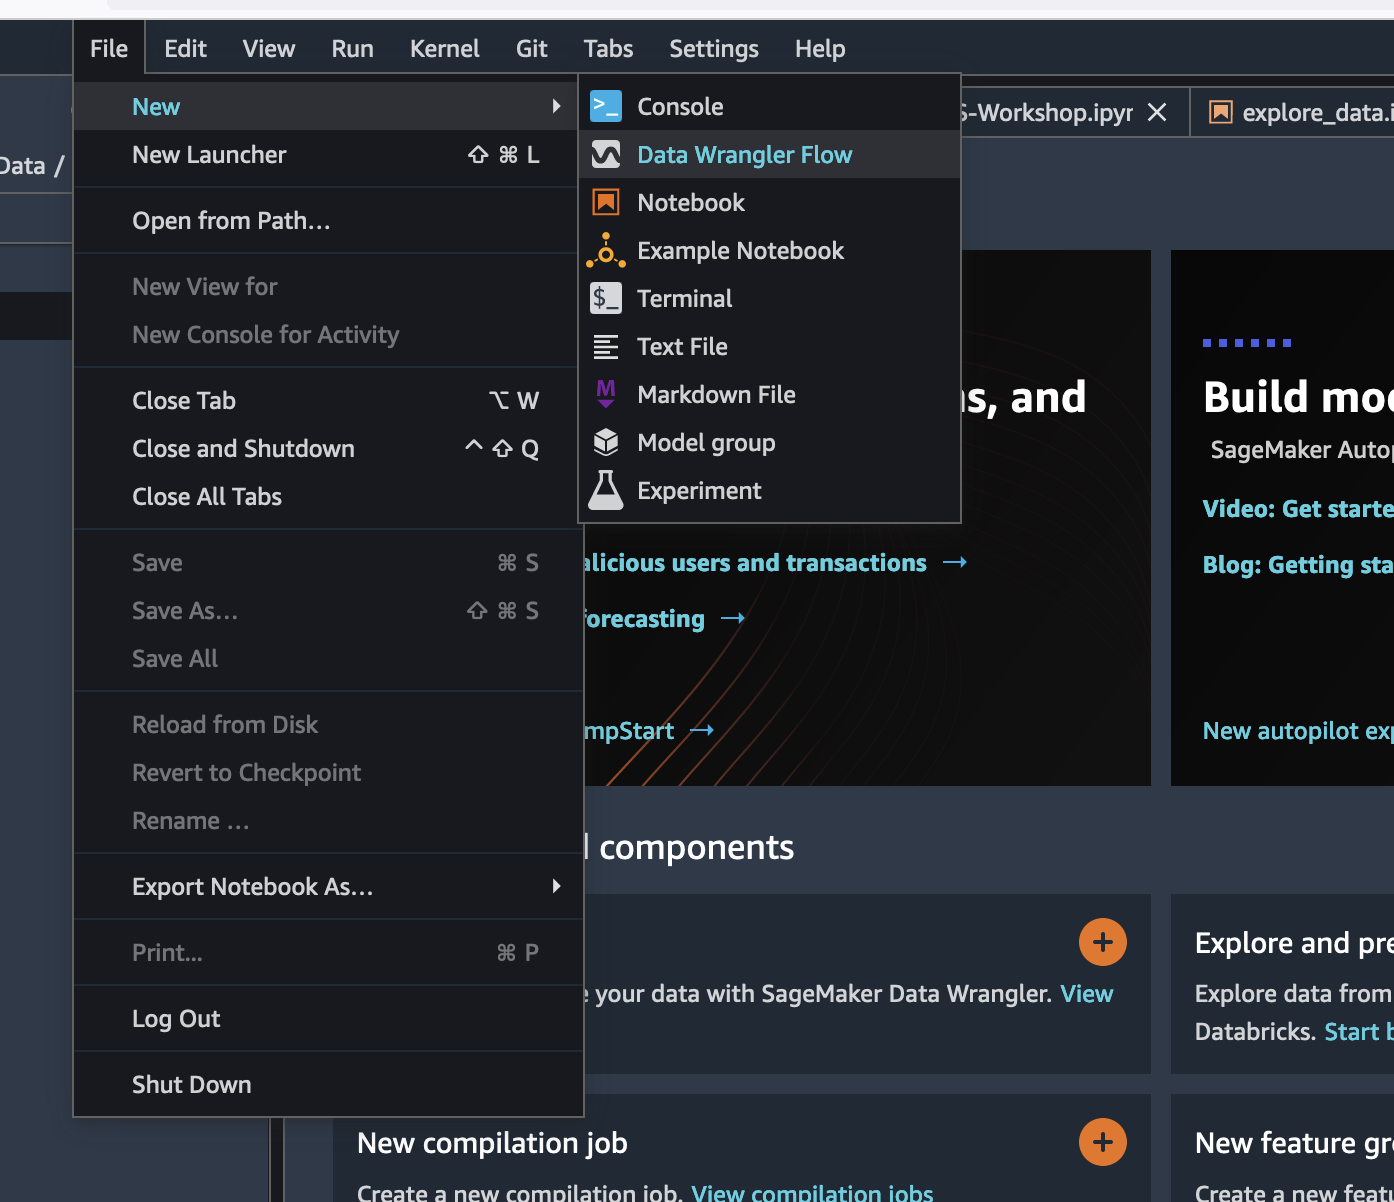 File Edit View Run Kernel Git Tabs Settings Help
New
New Launcher ⇧ ⌘ L
Open from Path...
New View for
New Console for Activity
Close Tab ⌥ W
Close and Shutdown ^ ⇧ Q
Close All Tabs
Save ⌘ S
Save As... ⇧ ⌘ S
Save All
Reload from Disk
Revert to Checkpoint
Rename ...
Export Notebook As...
Print... ⌘ P
Log Out
Shut Down
>_ Console
Data Wrangler Flow
Notebook
Example Notebook
$_ Terminal
Text File
M Markdown File
Model group
Experiment
Data /
S-Workshop.ipyr
explore_data.i
s, and
alicious users and transactions →
forecasting →
mpStart →
Build mo
SageMaker Autop
Video: Get starte
Blog: Getting sta
New autopilot exp
components
your data with SageMaker Data Wrangler. View
Explore and pre
Explore data from
Databricks. Start b
New compilation job
Create a new compilation job. View compilation jobs
New feature gr
Create a new featu